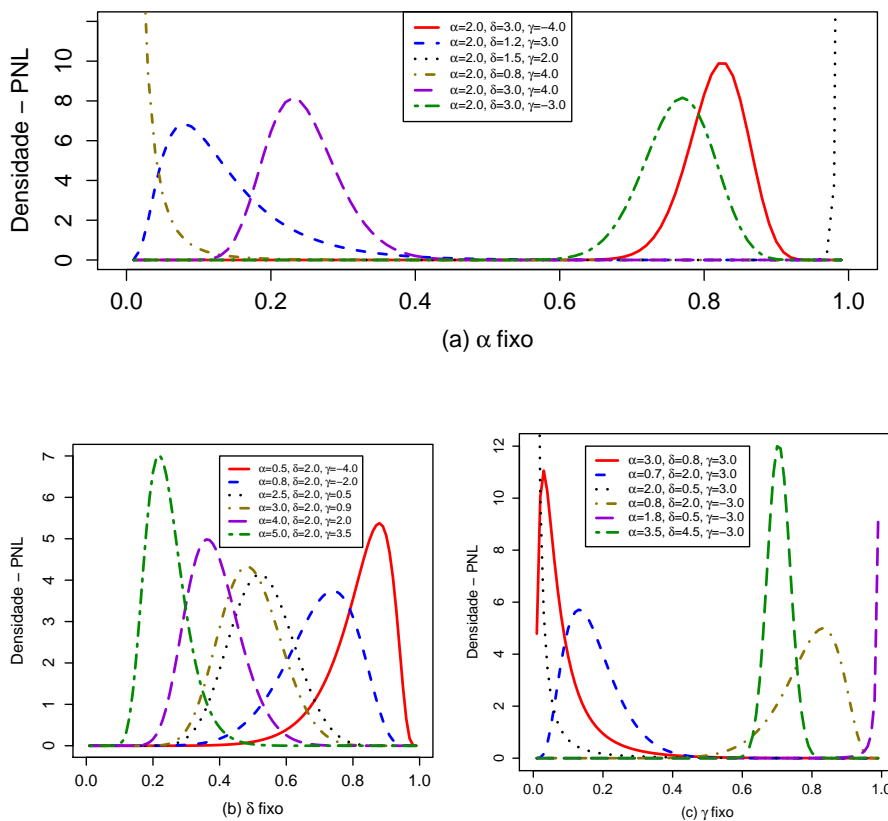 Densidade − PNL
α=2.0, δ=3.0, γ=−4.0
α=2.0, δ=1.2, γ=3.0
α=2.0, δ=1.5, γ=2.0
α=2.0, δ=0.8, γ=4.0
α=2.0, δ=3.0, γ=4.0
α=2.0, δ=3.0, γ=−3.0
10
8
6
4
2
0
0.0 0.2 0.4 0.6 0.8 1.0
(a) α fixo
Densidade − PNL
α=0.5, δ=2.0, γ=−4.0
α=0.8, δ=2.0, γ=−2.0
α=2.5, δ=2.0, γ=0.5
α=3.0, δ=2.0, γ=0.9
α=4.0, δ=2.0, γ=2.0
α=5.0, δ=2.0, γ=3.5
7
6
5
4
3
2
1
0
0.0 0.2 0.4 0.6 0.8 1.0
(b) δ fixo
Densidade − PNL
α=3.0, δ=0.8, γ=3.0
α=0.7, δ=2.0, γ=3.0
α=2.0, δ=0.5, γ=3.0
α=0.8, δ=2.0, γ=−3.0
α=1.8, δ=0.5, γ=−3.0
α=3.5, δ=4.5, γ=−3.0
12
10
8
6
4
2
0
0.0 0.2 0.4 0.6 0.8 1.0
(c) γ fixo